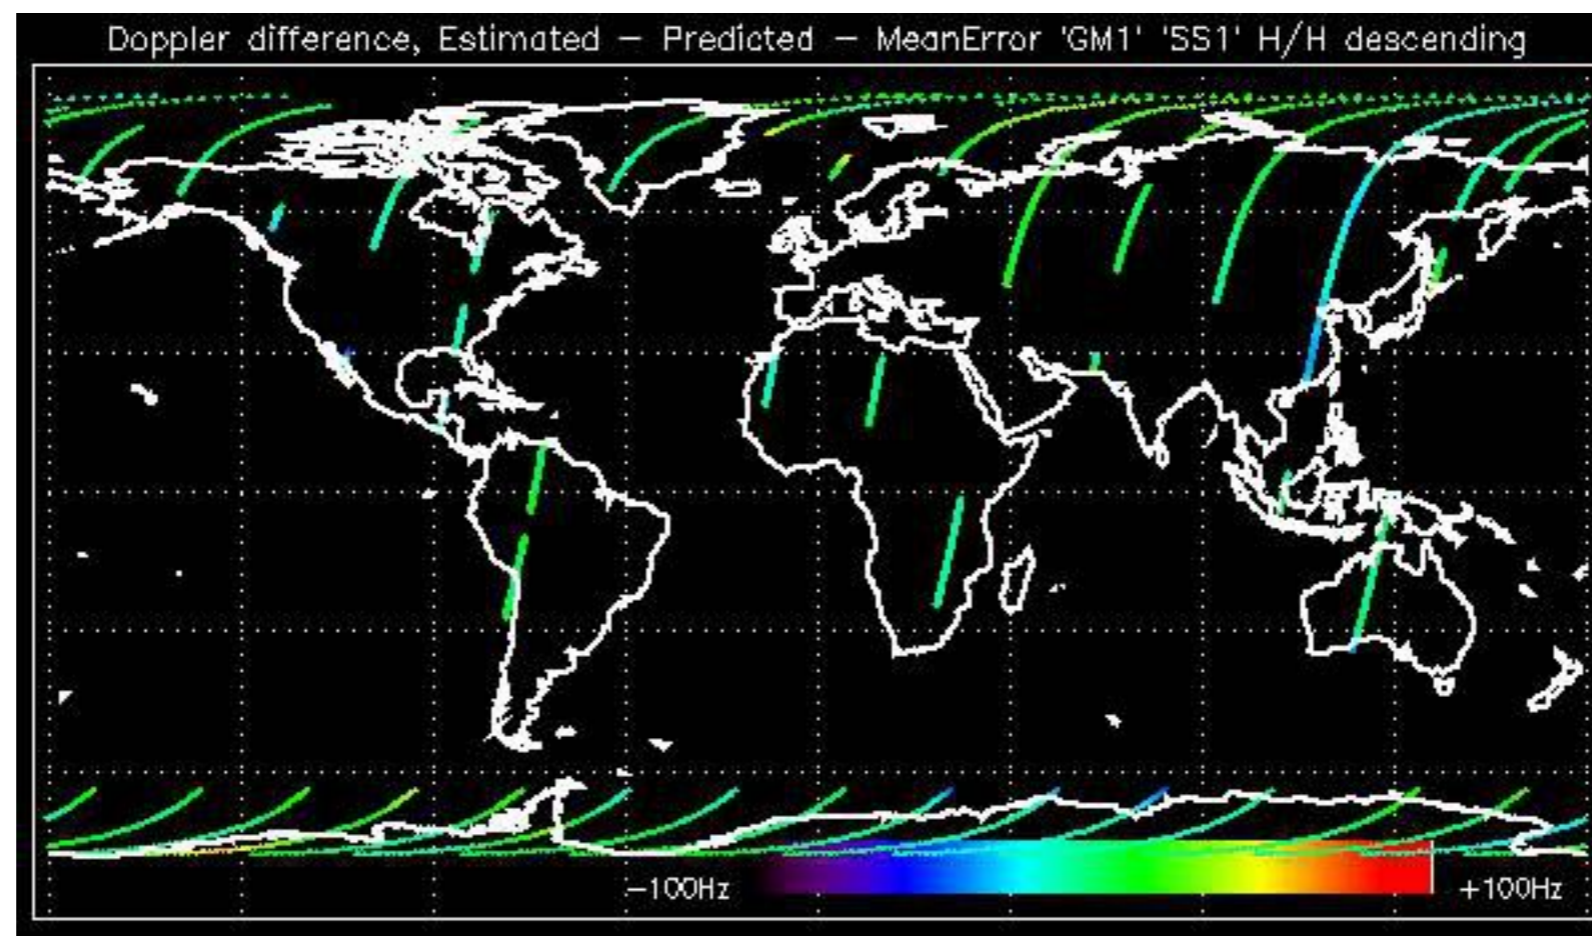 Doppler difference, Estimated – Predicted – MeanError 'GM1' 'SS1' H/H descending
–100Hz +100Hz